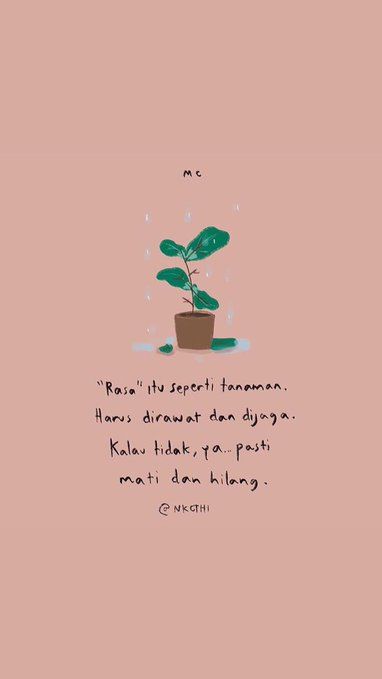 MC
"Rasa" itu seperti tanaman.
Harus dirawat dan dijaga.
Kalau tidak, ya... pasti
mati dan hilang.
@NKCTHI